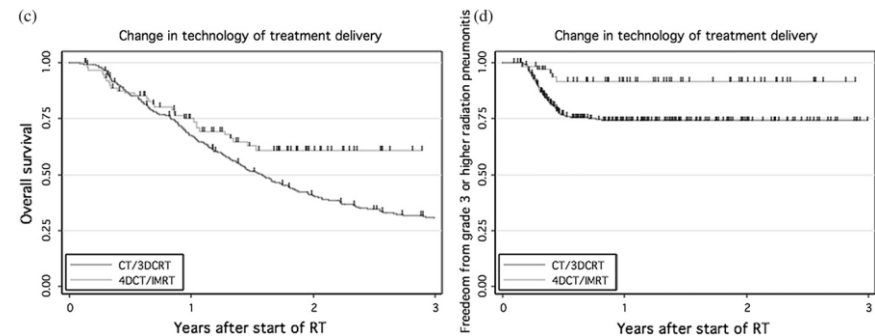 (c)
Change in technology of treatment delivery
Overall survival
1.00
0.75
0.50
0.25
0.00
CT/3DCRT
4DCT/IMRT
0 1 2 3
Years after start of RT
(d)
Change in technology of treatment delivery
Freedeom from grade 3 or higher radiation pneumonitis
1.00
0.75
0.50
0.25
0.00
CT/3DCRT
4DCT/IMRT
0 1 2 3
Years after start of RT